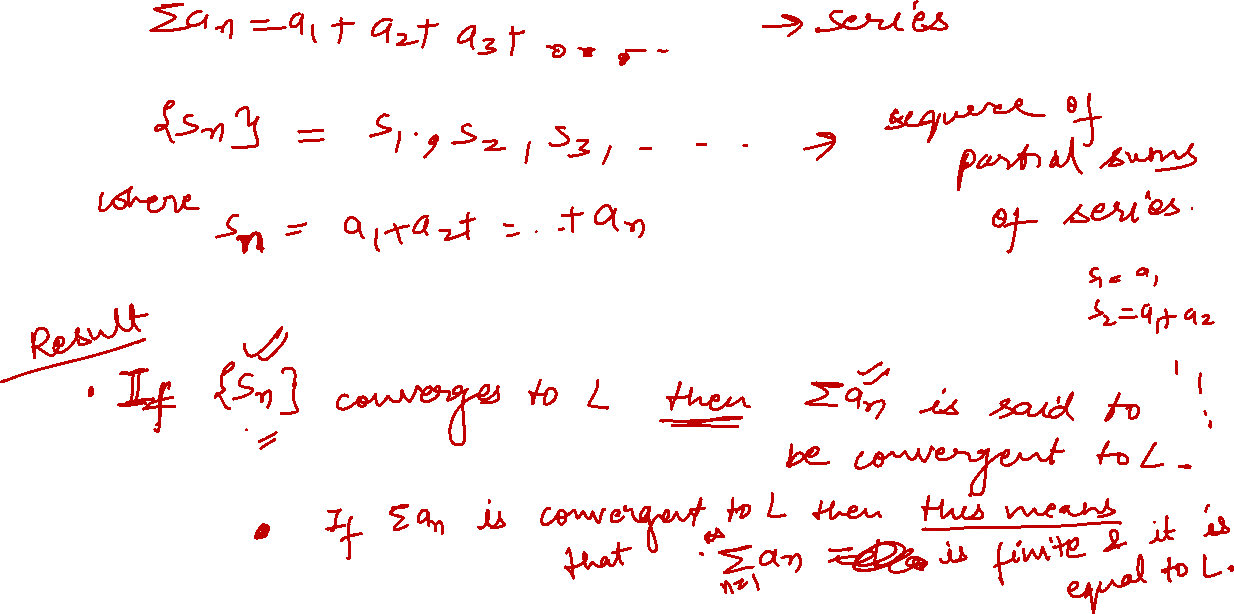 Σan = a1 + a2 + a3 + ..... → series
{Sn} = S1, S2, S3, - - - . → sequence of
partial sums
of series.
where Sn = a1 + a2 + - . . + an
S1 = a1
S2 = a1 + a2
Result
• If {Sn} converges to L then Σan is said to
be convergent to L.
• If Σan is convergent to L then this means
that ∞Σn=1 an = is finite & it is
equal to L.